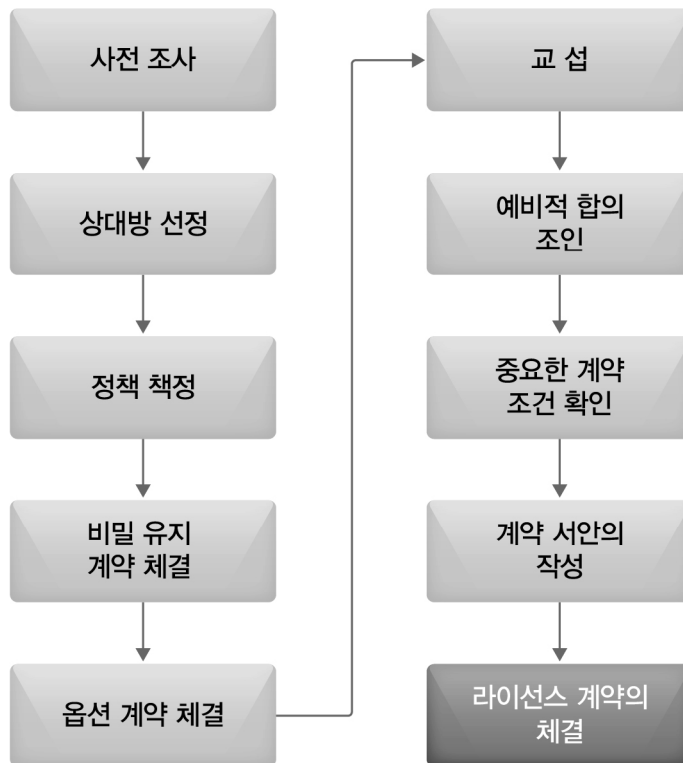 사전 조사
상대방 선정
정책 책정
비밀 유지
계약 체결
옵션 계약 체결
교 섭
예비적 합의
조인
중요한 계약
조건 확인
계약 서안의
작성
라이선스 계약의
체결